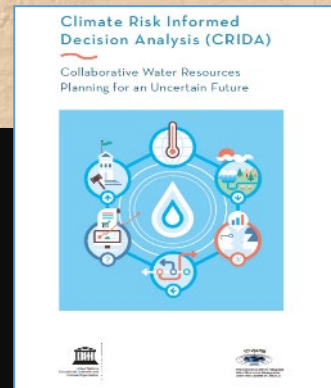 Climate Risk Informed
Decision Analysis (CRIDA)
Collaborative Water Resources
Planning for an Uncertain Future